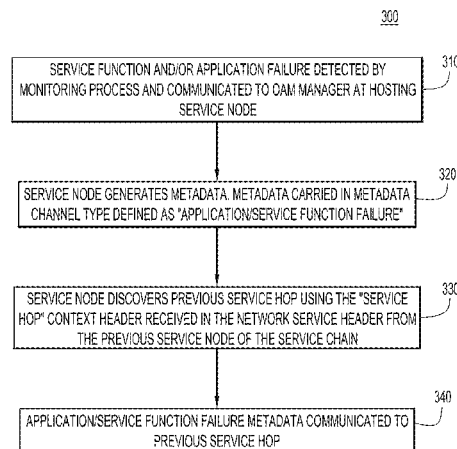 300
SERVICE FUNCTION AND/OR APPLICATION FAILURE DETECTED BY
MONITORING PROCESS AND COMMUNICATED TO OAM MANAGER AT HOSTING
SERVICE NODE
310
SERVICE NODE GENERATES METADATA. METADATA CARRIED IN METADATA
CHANNEL TYPE DEFINED AS "APPLICATION/SERVICE FUNCTION FAILURE"
320
SERVICE NODE DISCOVERS PREVIOUS SERVICE HOP USING THE "SERVICE
HOP" CONTEXT HEADER RECEIVED IN THE NETWORK SERVICE HEADER FROM
THE PREVIOUS SERVICE NODE OF THE SERVICE CHAIN
330
APPLICATION/SERVICE FUNCTION FAILURE METADATA COMMUNICATED TO
PREVIOUS SERVICE HOP
340